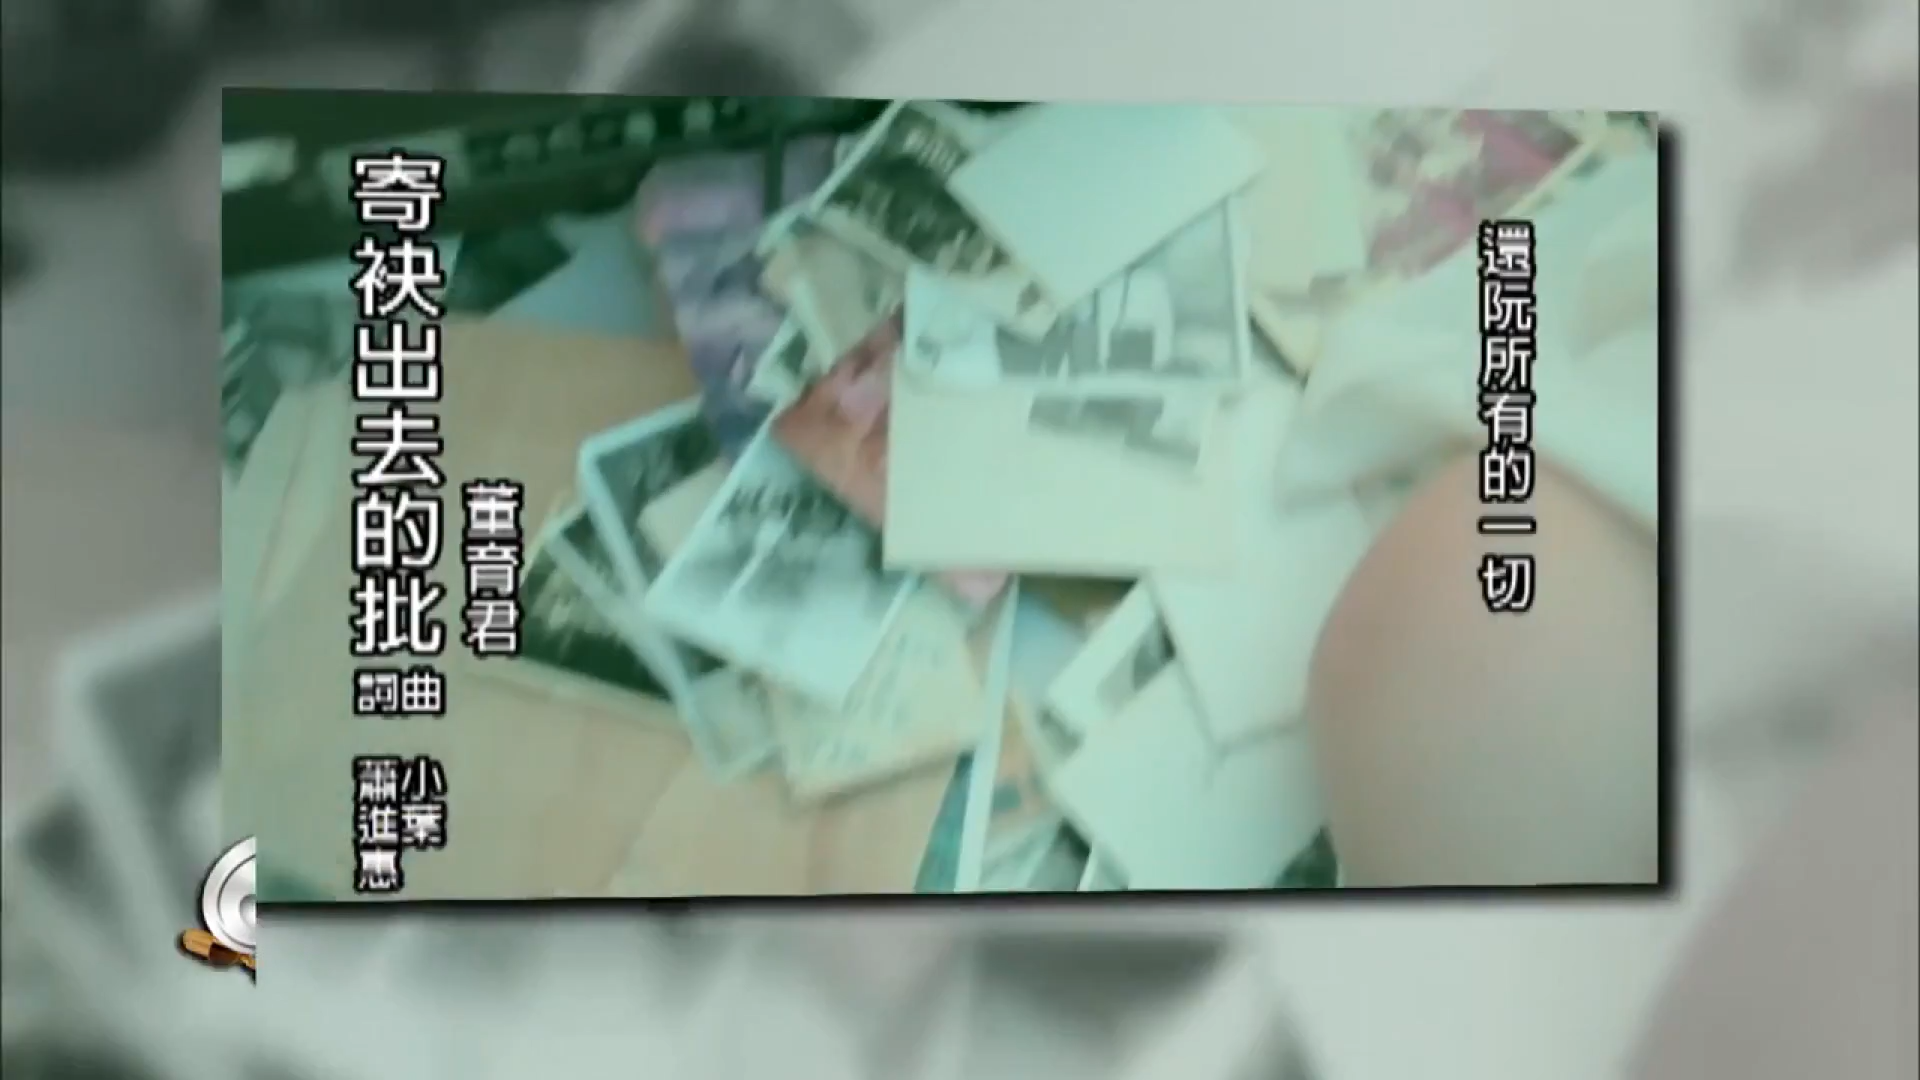 還阮所有的一切
寄袂出去的批
董育君
曲 小葉
詞 蕭進惠